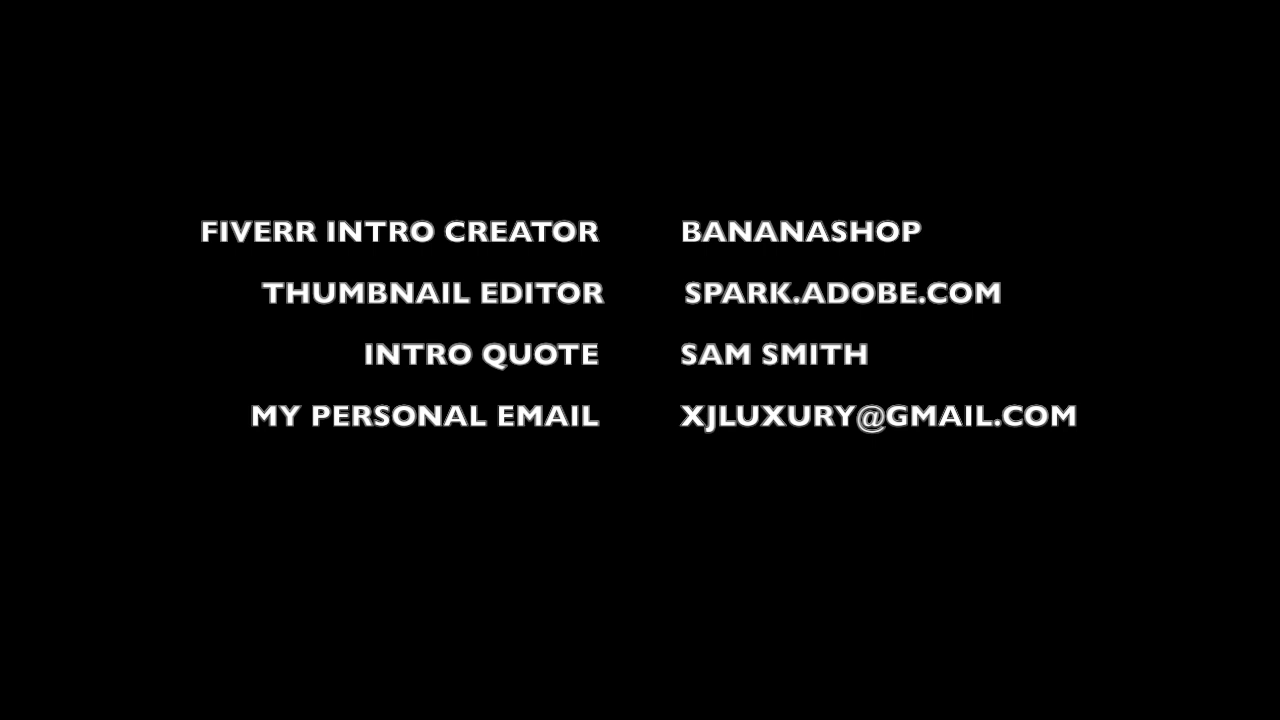 FIVERR INTRO CREATOR BANANASHOP
THUMBNAIL EDITOR SPARK.ADOBE.COM
INTRO QUOTE SAM SMITH
MY PERSONAL EMAIL XJLUXURY@GMAIL.COM